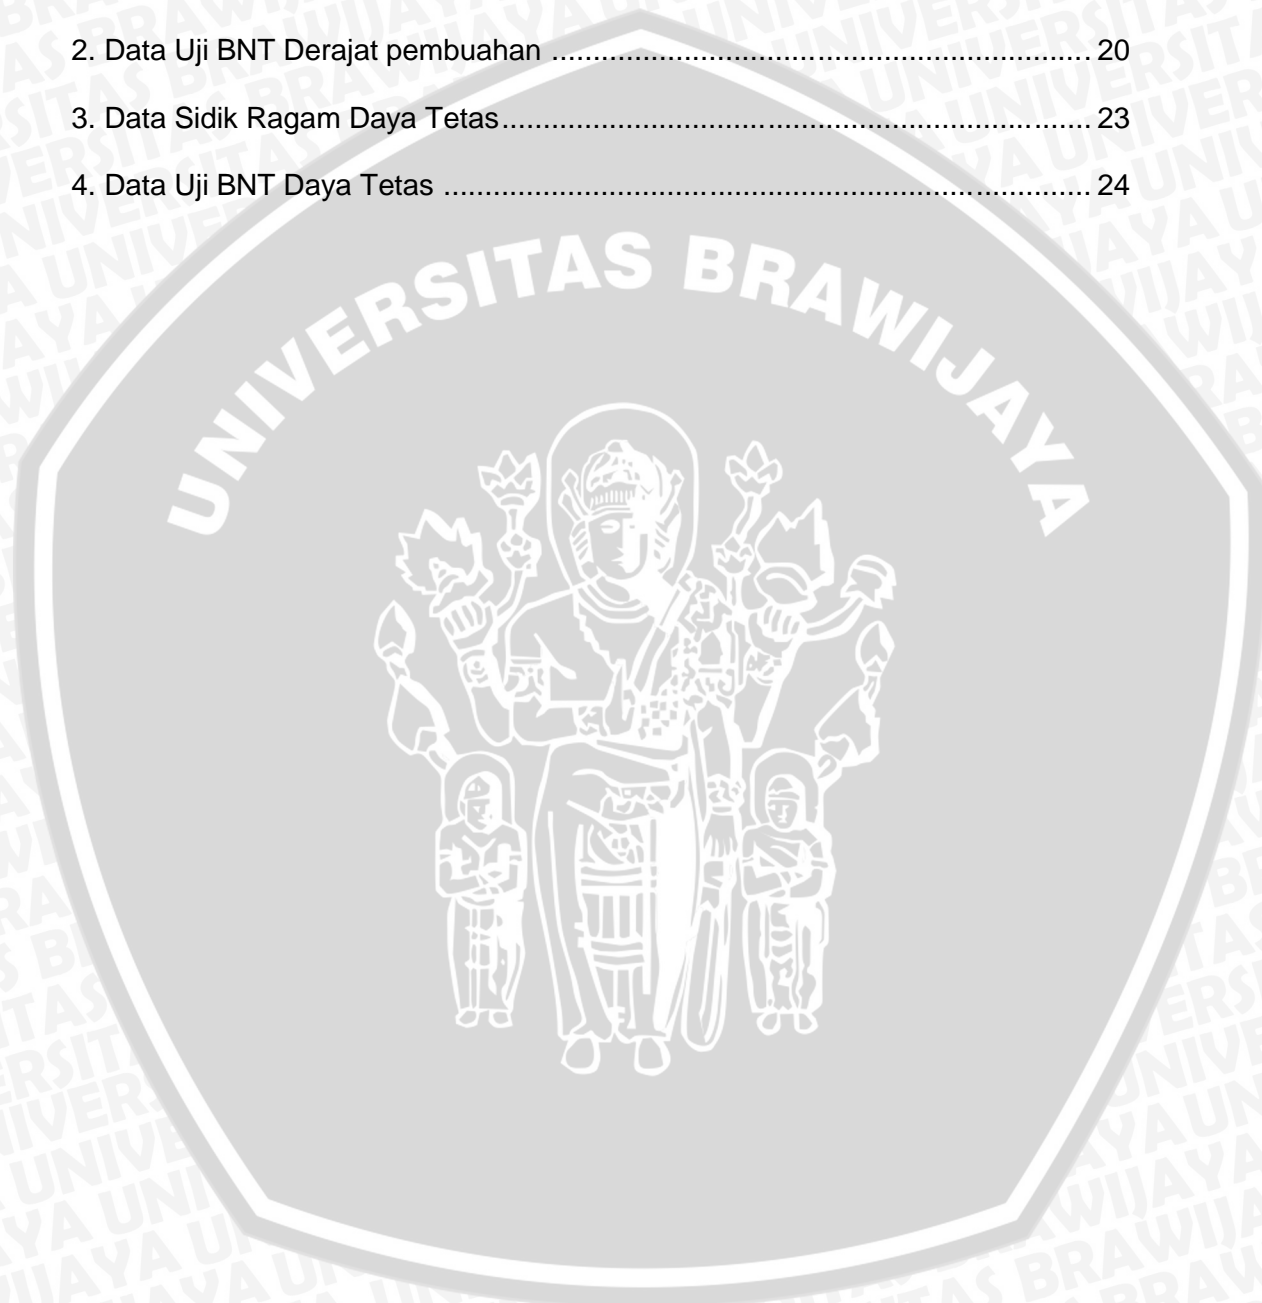 2. Data Uji BNT Derajat pembuahan ................................................................. 20
3. Data Sidik Ragam Daya Tetas ....................................................................... 23
4. Data Uji BNT Daya Tetas .............................................................................. 24
UNIVERSITAS BRAWIJAYA